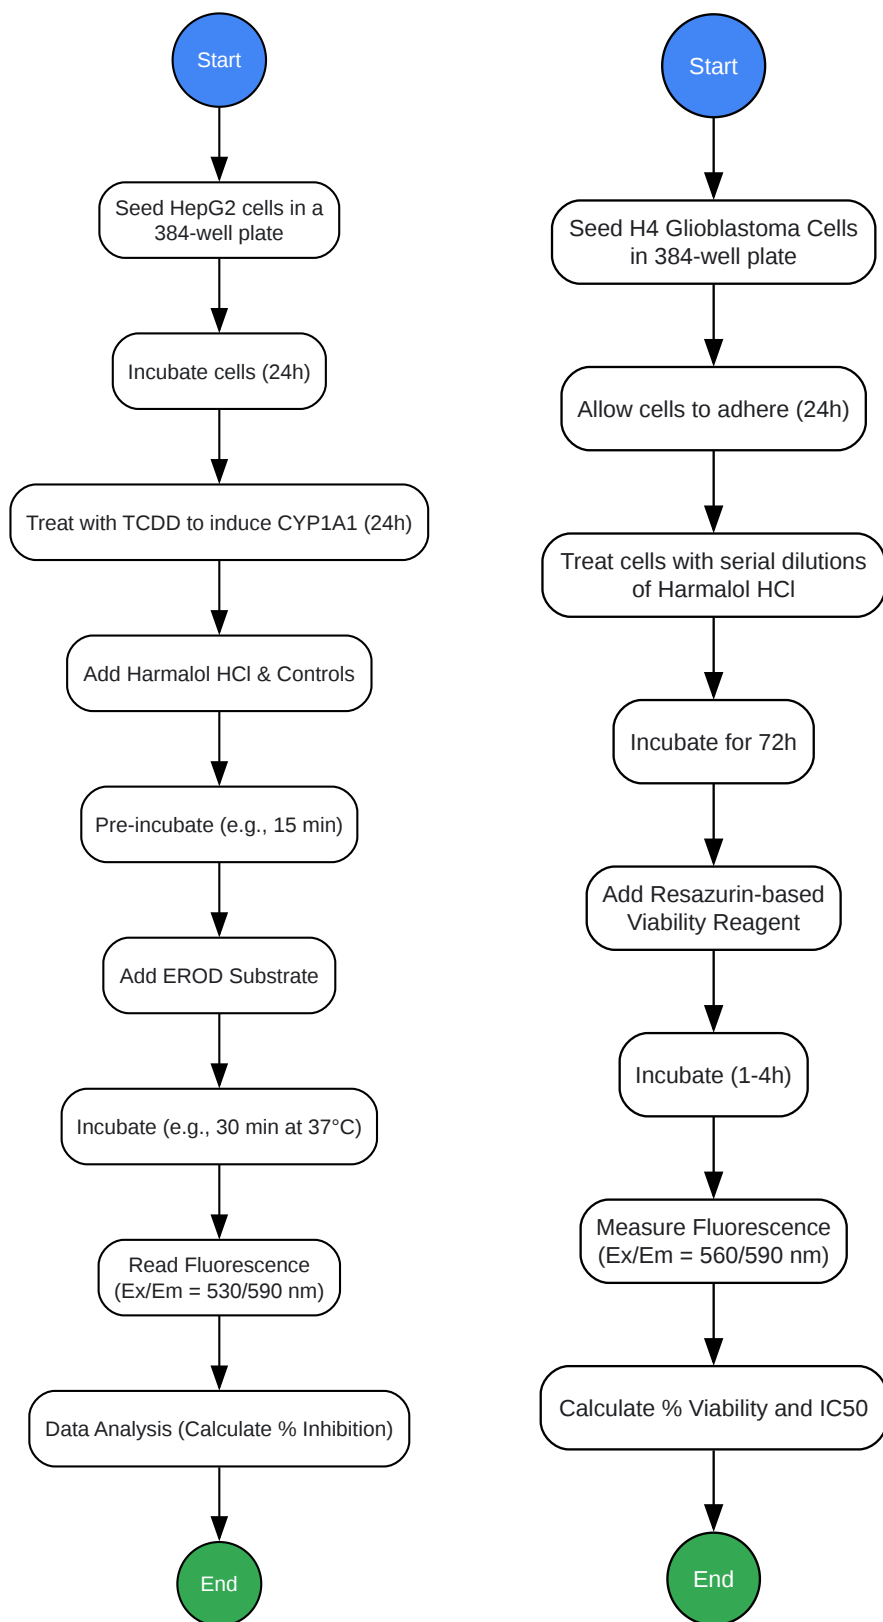 Start
Seed HepG2 cells in a
384-well plate
Incubate cells (24h)
Treat with TCDD to induce CYP1A1 (24h)
Add Harmalol HCl & Controls
Pre-incubate (e.g., 15 min)
Add EROD Substrate
Incubate (e.g., 30 min at 37°C)
Read Fluorescence
(Ex/Em = 530/590 nm)
Data Analysis (Calculate % Inhibition)
End
Start
Seed H4 Glioblastoma Cells
in 384-well plate
Allow cells to adhere (24h)
Treat cells with serial dilutions
of Harmalol HCl
Incubate for 72h
Add Resazurin-based
Viability Reagent
Incubate (1-4h)
Measure Fluorescence
(Ex/Em = 560/590 nm)
Calculate % Viability and IC50
End